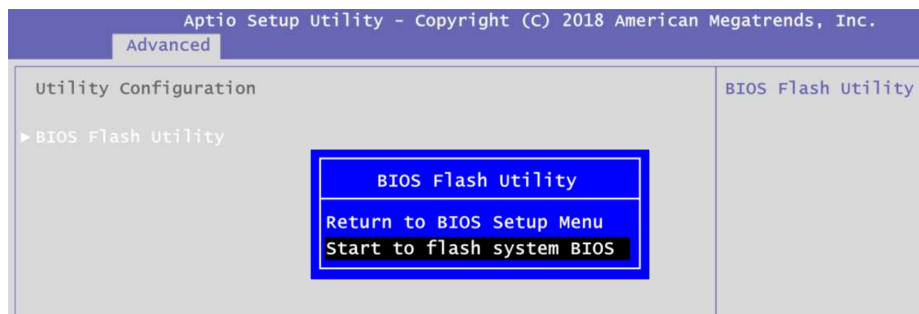 Aptio Setup Utility - Copyright (C) 2018 American Megatrends, Inc.
Advanced
Utility Configuration
BIOS Flash Utility
BIOS Flash Utility
BIOS Flash Utility
Return to BIOS Setup Menu
Start to flash system BIOS